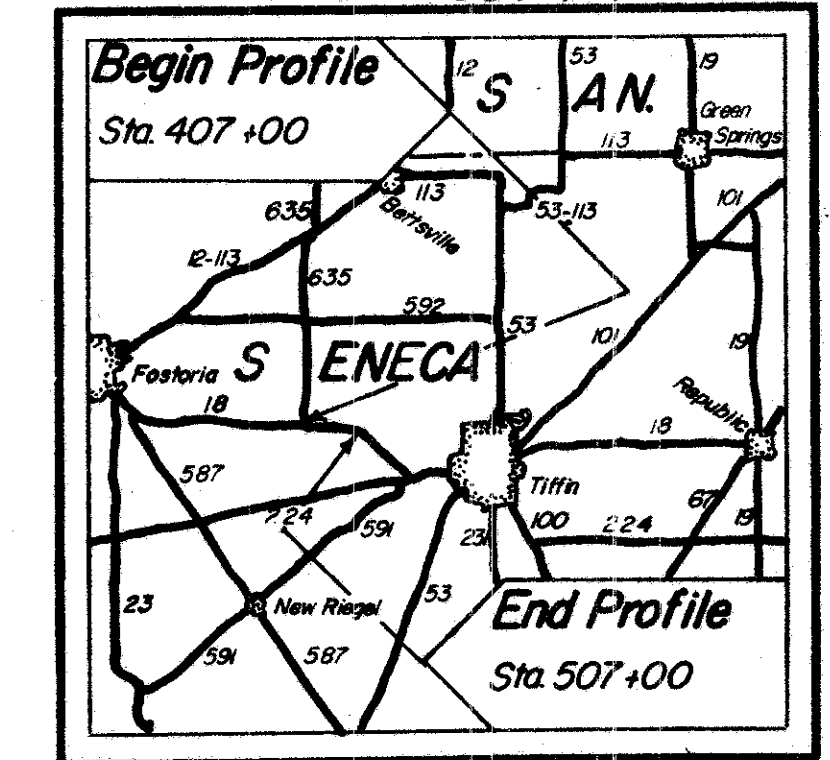 Begin Profile
Sta. 407 +00
12
S
53
AN.
19
Green
Springs
113
113
635
Bettsville
53-113
101
12-113
635
592
53
101
19
Fostoria
S
ENECA
Republic
18
18
587
Tiffin
67
224
591
231
100
224
19
23
New Riegel
53
End Profile
591
587
Sta. 507+00